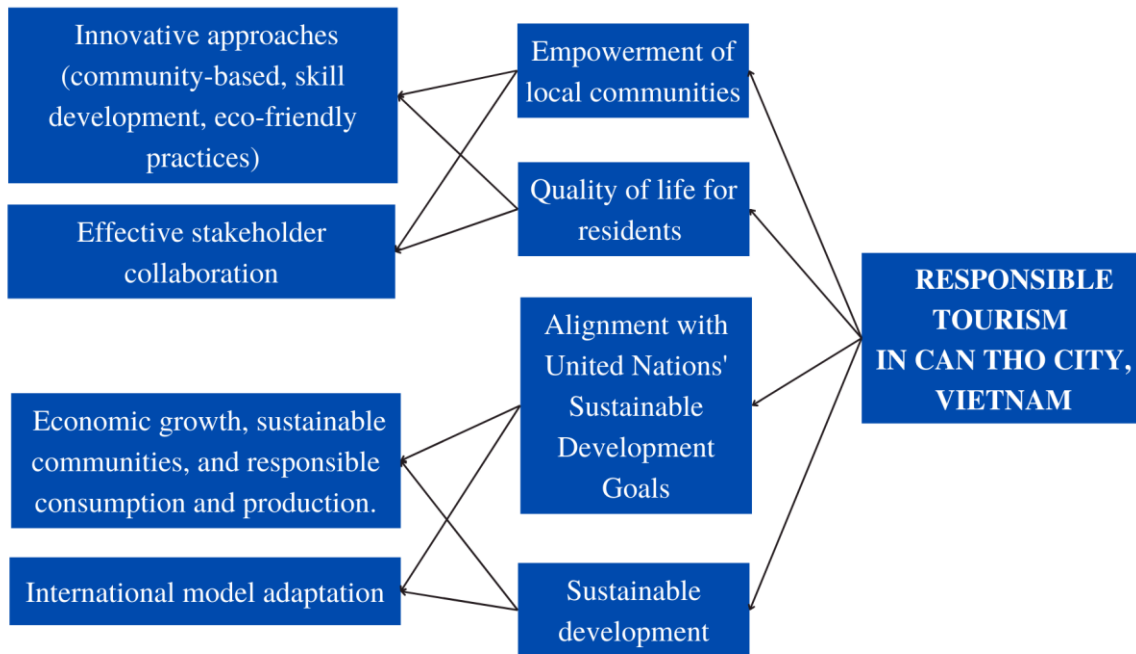 Innovative approaches
(community-based, skill
development, eco-friendly
practices)
Effective stakeholder
collaboration
Economic growth, sustainable
communities, and responsible
consumption and production.
International model adaptation
Empowerment of
local communities
Quality of life for
residents
Alignment with
United Nations'
Sustainable
Development
Goals
Sustainable
development
RESPONSIBLE
TOURISM
IN CAN THO CITY,
VIETNAM